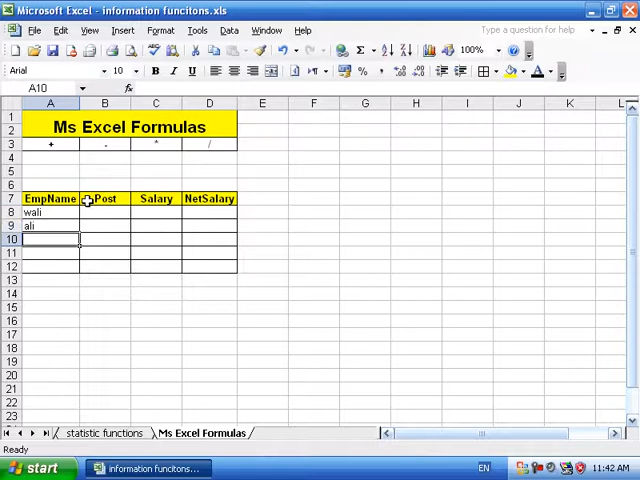 Microsoft Excel - information funcitons.xls
File Edit View Insert Format Tools Data Window Help
Type a question for help
Arial 10 B I U
100%
A10 fx
A B C D E F G H I J K L
1
2 Ms Excel Formulas
3 + - * /
4
5
6
7 EmpName Post Salary NetSalary
8 wali
9 ali
10
11
12
13
14
15
16
17
18
19
20
21
22
23
statistic functions Ms Excel Formulas
Ready
start information funcitons... EN 11:42 AM